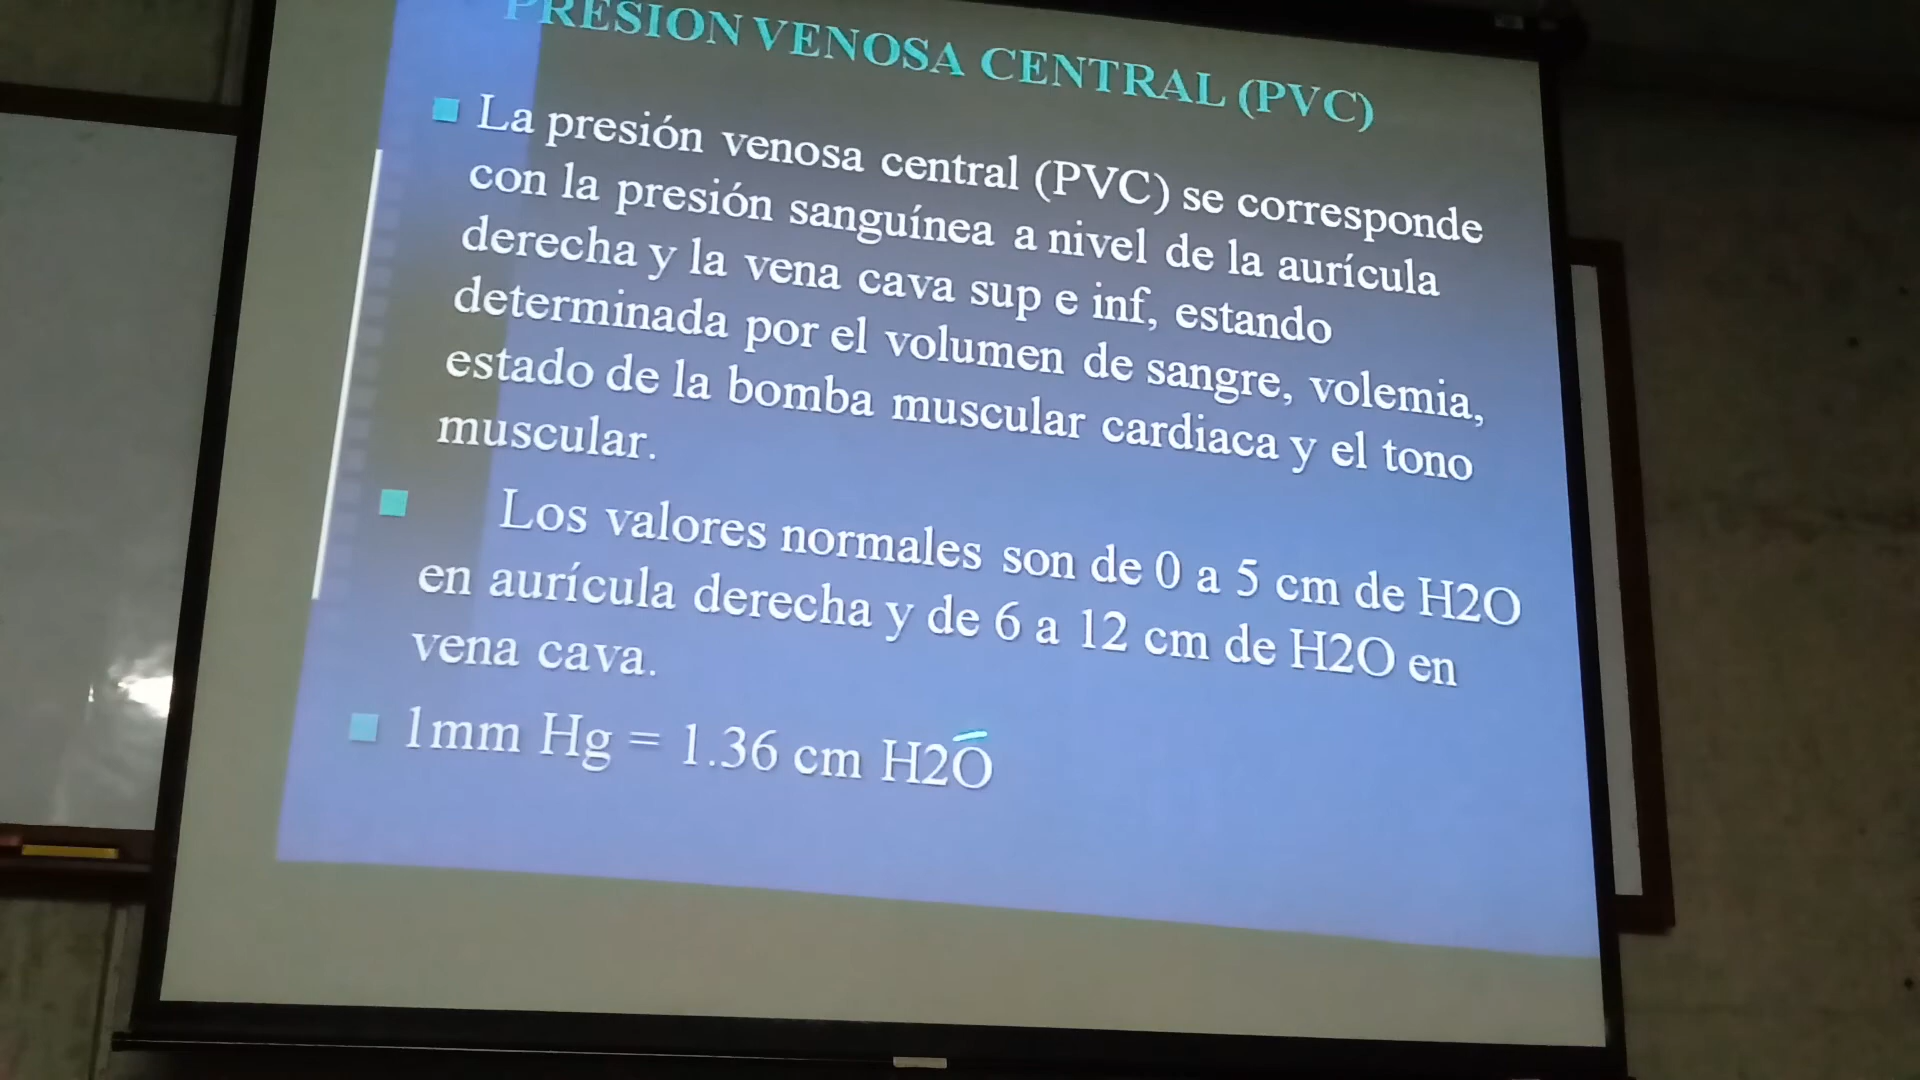 PRESION VENOSA CENTRAL (PVC)
La presión venosa central (PVC) se corresponde
con la presión sanguínea a nivel de la aurícula
derecha y la vena cava sup e inf, estando
determinada por el volumen de sangre, volemia,
estado de la bomba muscular cardiaca y el tono
muscular.
Los valores normales son de 0 a 5 cm de H2O
en aurícula derecha y de 6 a 12 cm de H2O en
vena cava.
1mm Hg = 1.36 cm H2O